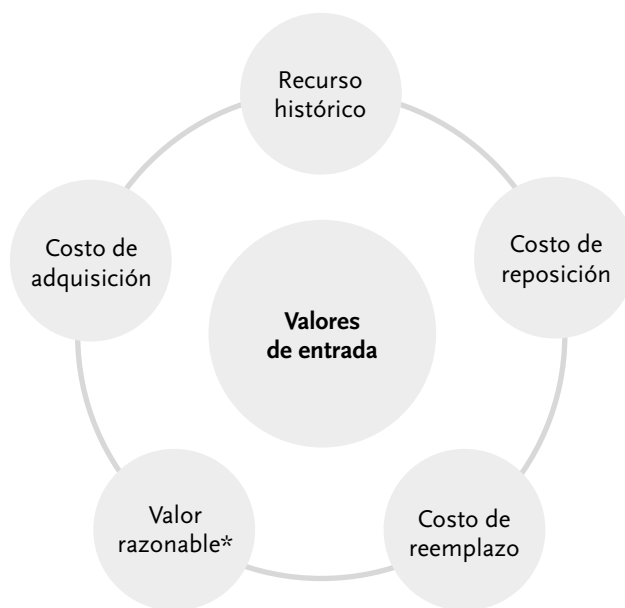 Recurso
histórico
Costo de
adquisición
Costo de
reposición
Valores
de entrada
Valor
razonable*
Costo de
reemplazo